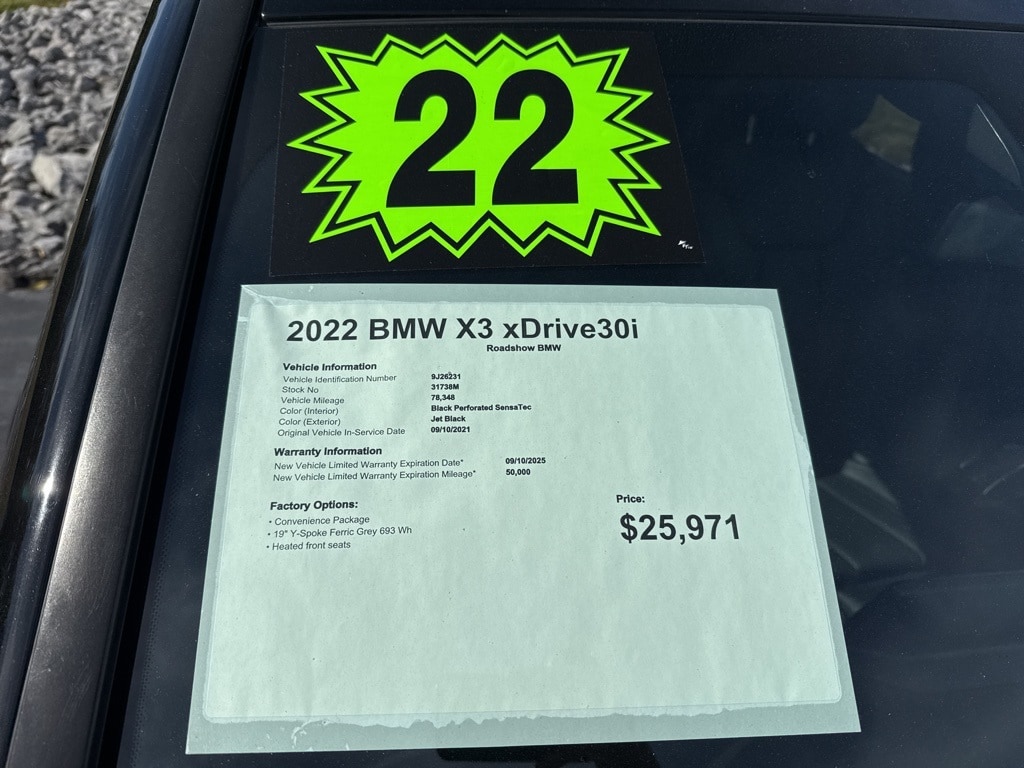 22
2022 BMW X3 xDrive30i
Roadshow BMW
Vehicle Information
Vehicle Identification Number 9J26231
Stock No 31738M
Vehicle Mileage 78,348
Color (Interior) Black Perforated SensaTec
Color (Exterior) Jet Black
Original Vehicle In-Service Date 09/10/2021
Warranty Information
New Vehicle Limited Warranty Expiration Date* 09/10/2025
New Vehicle Limited Warranty Expiration Mileage* 50,000
Factory Options:
• Convenience Package
• 19" Y-Spoke Ferric Grey 693 Wh
• Heated front seats
Price:
$25,971